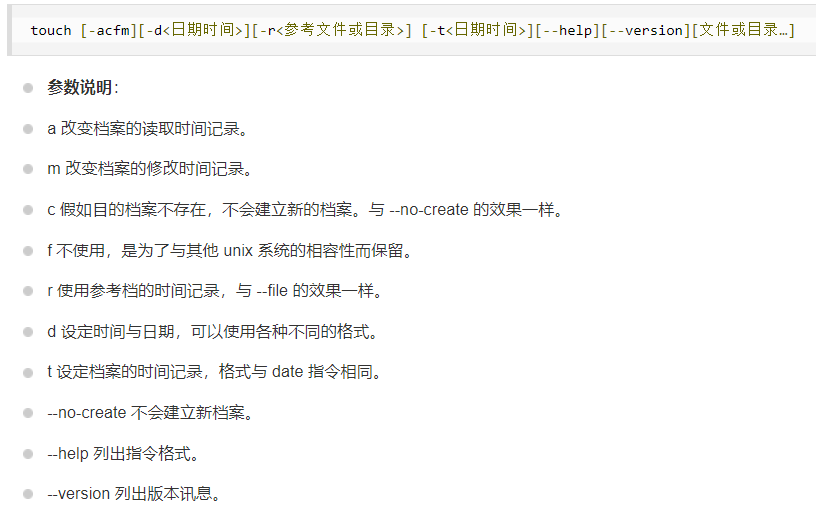 touch [-acfm][-d<日期时间>][-r<参考文件或目录>] [-t<日期时间>][--help][--version][文件或目录…]
参数说明：
a 改变档案的读取时间记录。
m 改变档案的修改时间记录。
c 假如目的档案不存在，不会建立新的档案。与 --no-create 的效果一样。
f 不使用，是为了与其他 unix 系统的相容性而保留。
r 使用参考档的时间记录，与 --file 的效果一样。
d 设定时间与日期，可以使用各种不同的格式。
t 设定档案的时间记录，格式与 date 指令相同。
--no-create 不会建立新档案。
--help 列出指令格式。
--version 列出版本讯息。